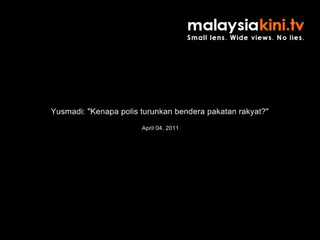 malaysiakini.tv
Small lens. Wide views. No lies.
Yusmadi: "Kenapa polis turunkan bendera pakatan rakyat?"
April 04, 2011